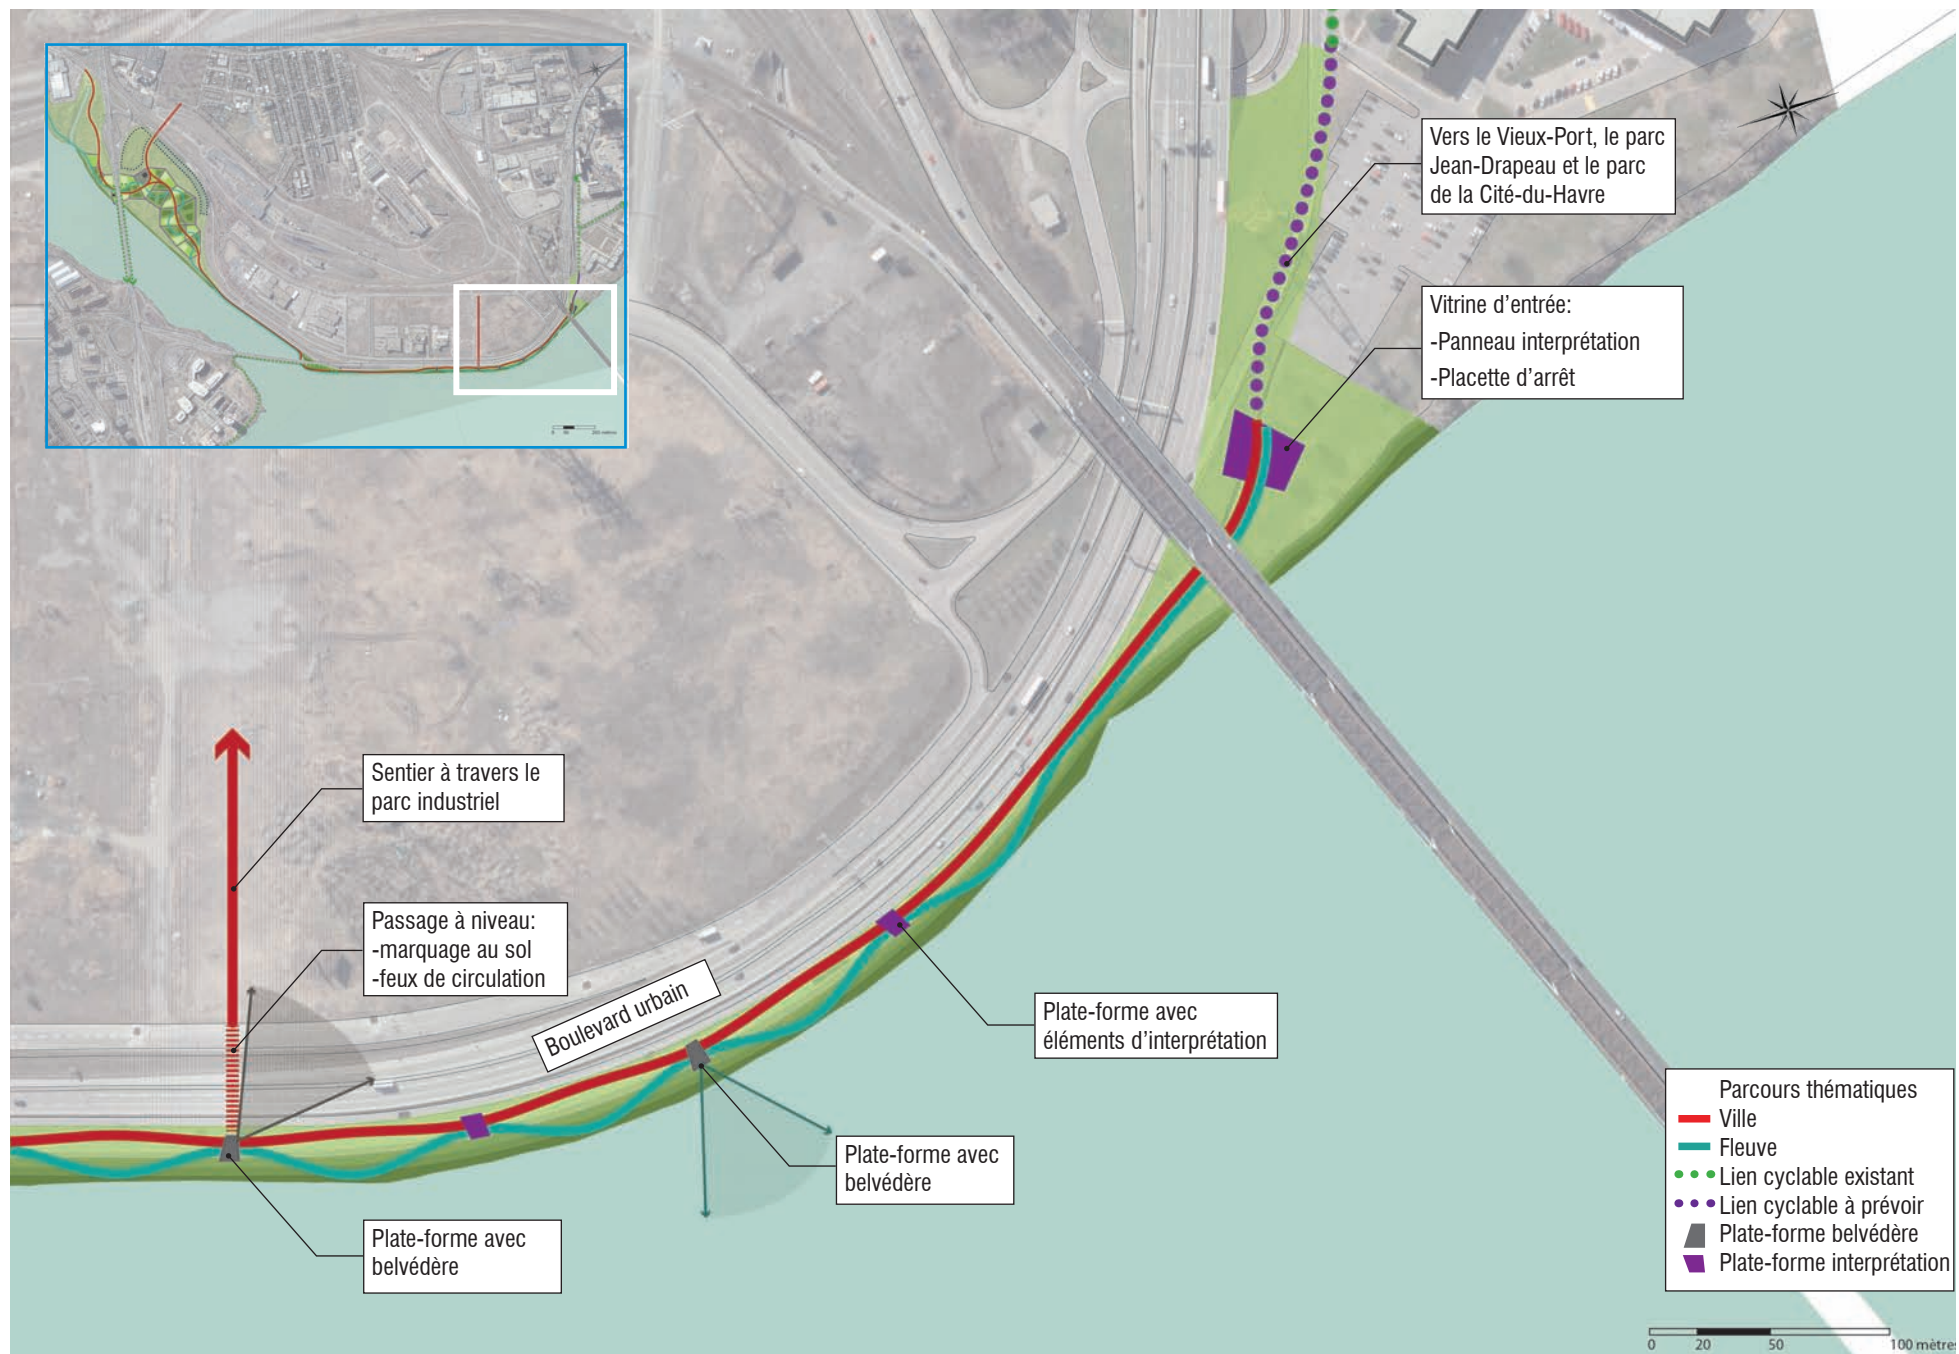 Vers le Vieux-Port, le parc
Jean-Drapeau et le parc
de la Cité-du-Havre
Vitrine d'entrée:
-Panneau interprétation
-Placette d'arrêt
Sentier à travers le
parc industriel
Passage à niveau:
-marquage au sol
-feux de circulation
Boulevard urbain
Plate-forme avec
éléments d'interprétation
Plate-forme avec
belvédère
Plate-forme avec
belvédère
Parcours thématiques
Ville
Fleuve
Lien cyclable existant
Lien cyclable à prévoir
Plate-forme belvédère
Plate-forme interprétation
0 20 50 100 mètres